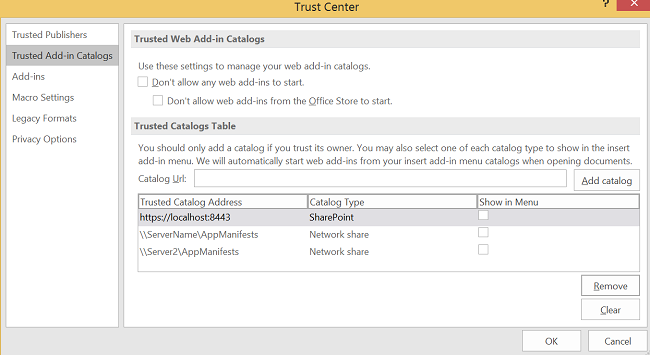 Trust Center
?
Trusted Publishers
Trusted Add-in Catalogs
Add-ins
Macro Settings
Legacy Formats
Privacy Options
Trusted Web Add-in Catalogs
Use these settings to manage your web add-in catalogs.
Don't allow any web add-ins to start.
Don't allow web add-ins from the Office Store to start.
Trusted Catalogs Table
You should only add a catalog if you trust its owner. You may also select one of each catalog type to show in the insert
add-in menu. We will automatically start web add-ins from your insert add-in menu catalogs when opening documents.
Catalog Url:
Add catalog
Trusted Catalog Address Catalog Type Show in Menu
https://localhost:8443 SharePoint
\\ServerName\AppManifests Network share
\\Server2\AppManifests Network share
Remove
Clear
OK Cancel